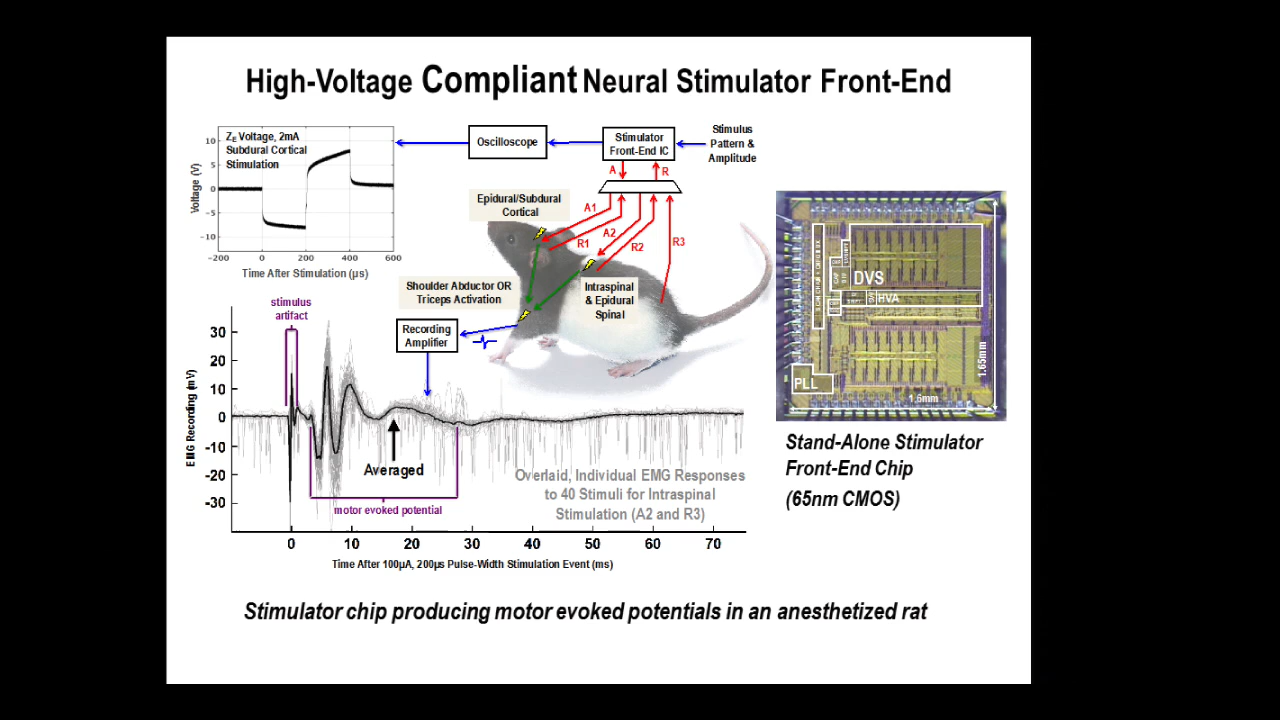 High-Voltage Compliant Neural Stimulator Front-End
Z_E Voltage, 2mA
Subdural Cortical
Stimulation
Voltage (V)
10
5
0
−5
−10
−200 0 200 400 600
Time After Stimulation (µs)
Oscilloscope
Stimulator
Front-End IC
Stimulus
Pattern &
Amplitude
A
R
Epidural/Subdural
Cortical
A1
R1
A2
R2
R3
Shoulder Abductor OR
Triceps Activation
Intraspinal
& Epidural
Spinal
Recording
Amplifier
stimulus
artifact
EMG Recording (mV)
30
20
10
0
-10
-20
-30
Averaged
motor evoked potential
Overlaid, Individual EMG Responses
to 40 Stimuli for Intraspinal
Stimulation (A2 and R3)
0 10 20 30 40 50 60 70
Time After 100µA, 200µs Pulse-Width Stimulation Event (ms)
DVS
HVA
PLL
1.6mm
1.65mm
Stand-Alone Stimulator
Front-End Chip
(65nm CMOS)
Stimulator chip producing motor evoked potentials in an anesthetized rat